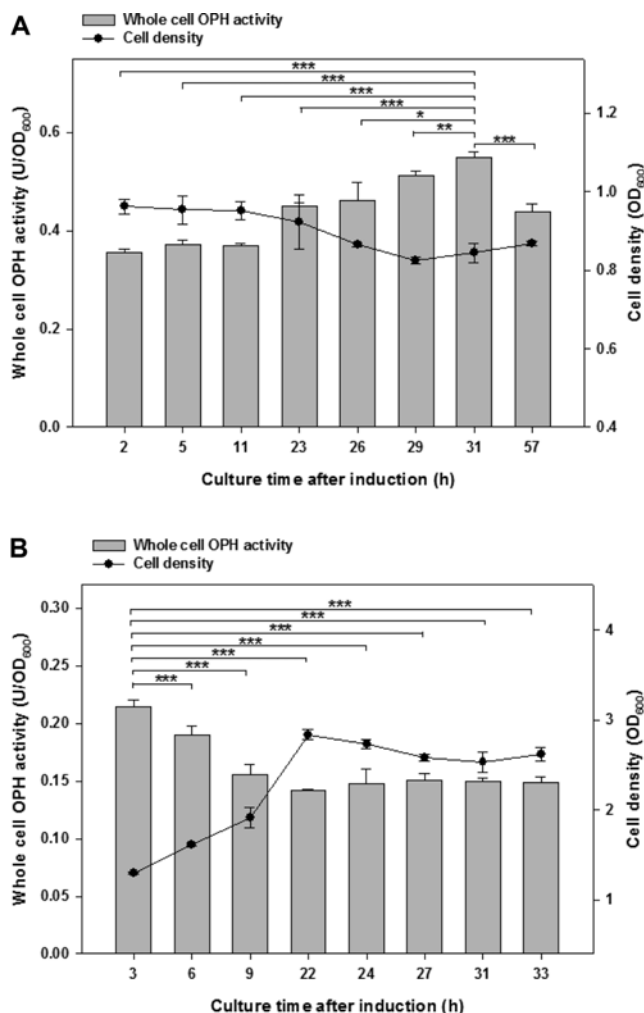 A
Whole cell OPH activity
Cell density
***
***
***
***
*
**
***
0.6
0.4
0.2
0.0
1.2
1.0
0.8
0.6
0.4
Whole cell OPH activity (U/OD600)
Cell density (OD600)
2 5 11 23 26 29 31 57
Culture time after induction (h)
B
Whole cell OPH activity
Cell density
***
***
***
***
***
***
***
0.30
0.25
0.20
0.15
0.10
0.05
0.00
4
3
2
1
Whole cell OPH activity (U/OD600)
Cell density (OD600)
3 6 9 22 24 27 31 33
Culture time after induction (h)